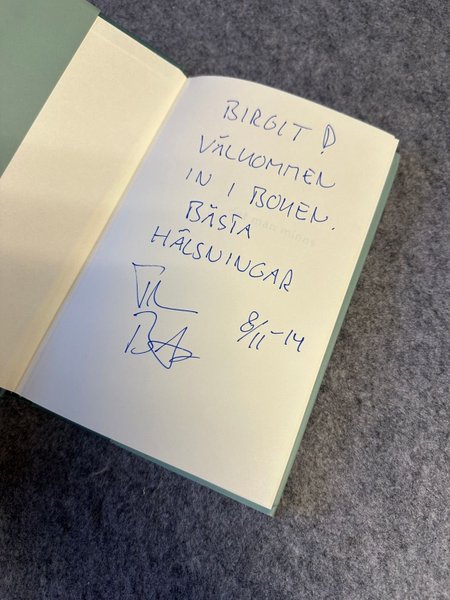 BIRGIT!
VÄLKOMMEN
IN I BOKEN.
BÄSTA
HÄLSNINGAR
8/11-14